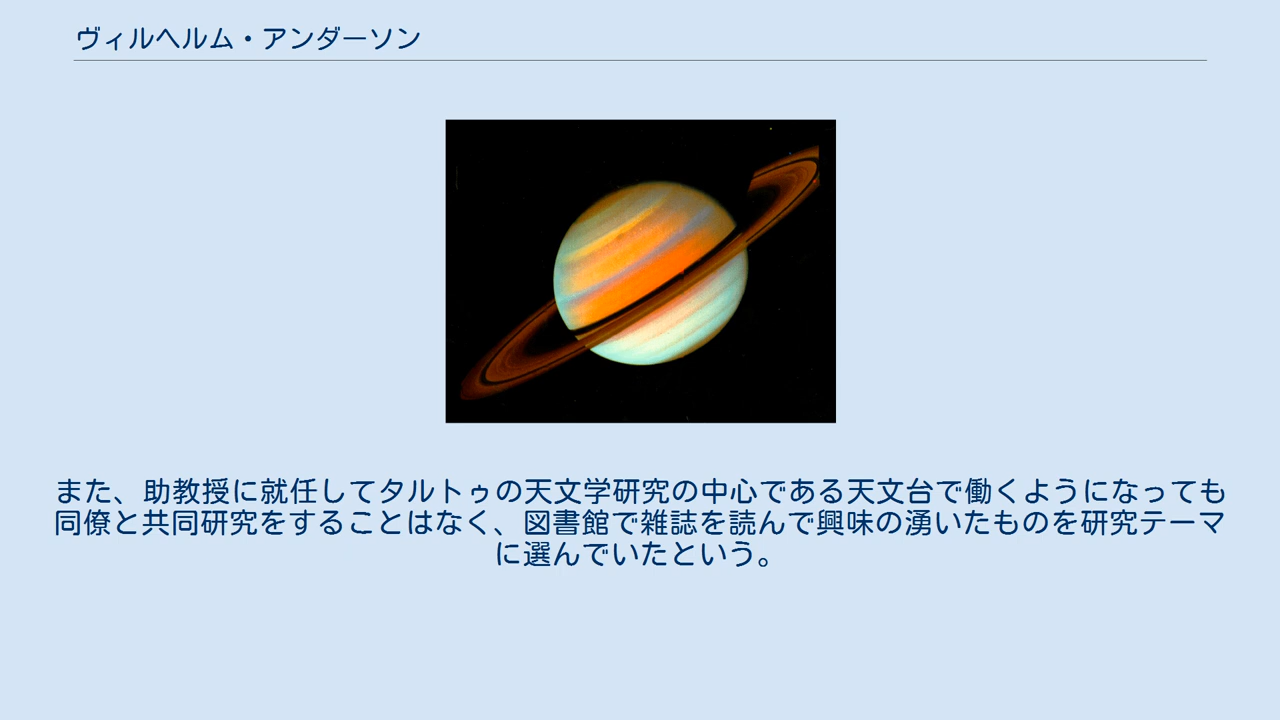 ヴィルヘルム・アンダーソン
また、助教授に就任してタルトゥの天文学研究の中心である天文台で働くようになっても
同僚と共同研究をすることはなく、図書館で雑誌を読んで興味の湧いたものを研究テーマ
に選んでいたという。